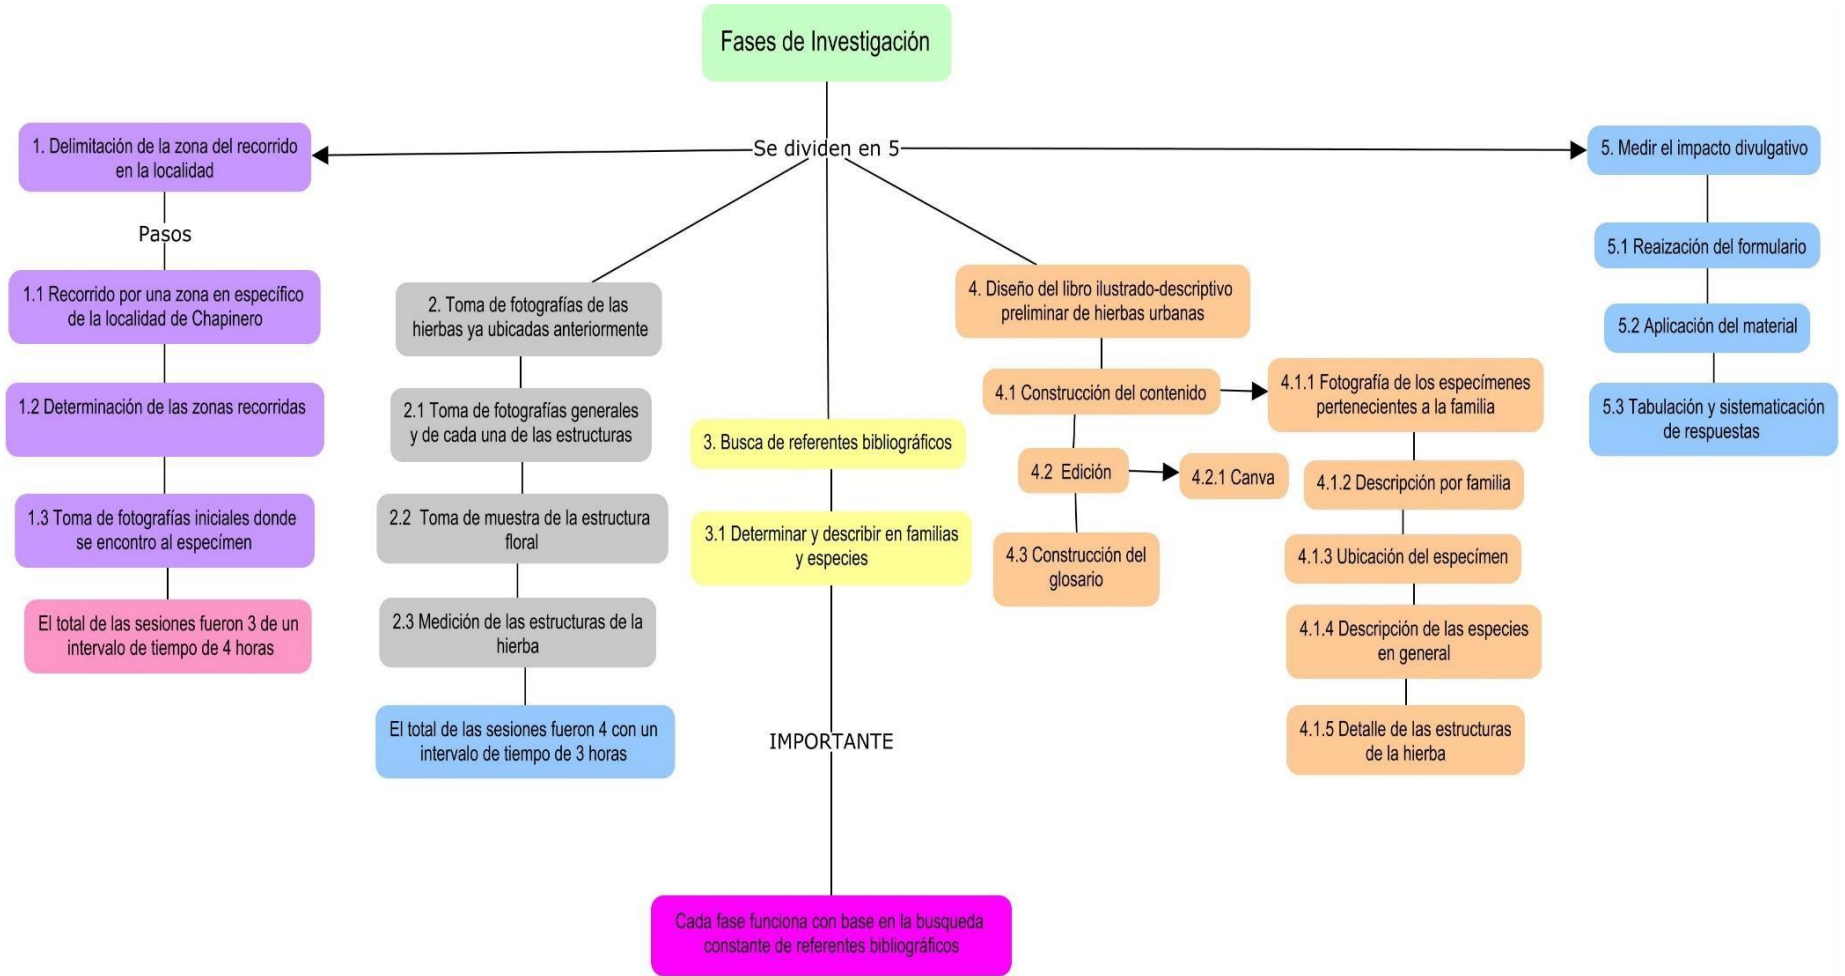 Fases de Investigación
Se dividen en 5
1. Delimitación de la zona del recorrido
en la localidad
Pasos
1.1 Recorrido por una zona en específico
de la localidad de Chapinero
1.2 Determinación de las zonas recorridas
1.3 Toma de fotografías iniciales donde
se encontro al espécimen
El total de las sesiones fueron 3 de un
intervalo de tiempo de 4 horas
2. Toma de fotografías de las
hierbas ya ubicadas anteriormente
2.1 Toma de fotografías generales
y de cada una de las estructuras
2.2 Toma de muestra de la estructura
floral
2.3 Medición de las estructuras de la
hierba
El total de las sesiones fueron 4 con un
intervalo de tiempo de 3 horas
3. Busca de referentes bibliográficos
3.1 Determinar y describir en familias
y especies
IMPORTANTE
Cada fase funciona con base en la busqueda
constante de referentes bibliográficos
4. Diseño del libro ilustrado-descriptivo
preliminar de hierbas urbanas
4.1 Construcción del contenido
4.2 Edición
4.2.1 Canva
4.3 Construcción del
glosario
4.1.1 Fotografía de los especímenes
pertenecientes a la familia
4.1.2 Descripción por familia
4.1.3 Ubicación del espécimen
4.1.4 Descripción de las especies
en general
4.1.5 Detalle de las estructuras
de la hierba
5. Medir el impacto divulgativo
5.1 Reaización del formulario
5.2 Aplicación del material
5.3 Tabulación y sistematicación
de respuestas